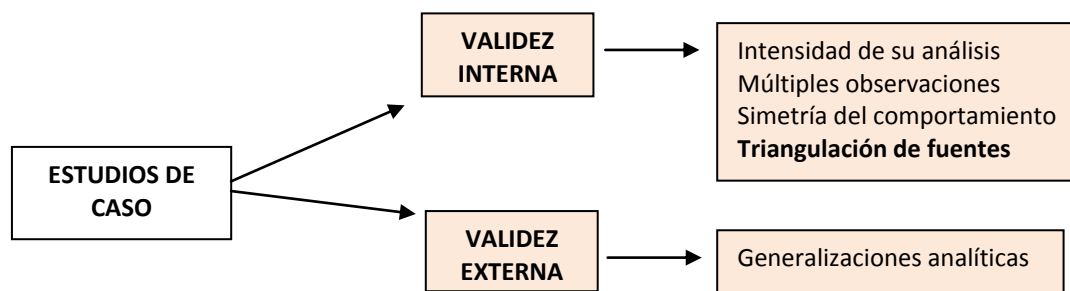 ESTUDIOS DE
CASO
VALIDEZ
INTERNA
Intensidad de su análisis
Múltiples observaciones
Simetría del comportamiento
Triangulación de fuentes
VALIDEZ
EXTERNA
Generalizaciones analíticas